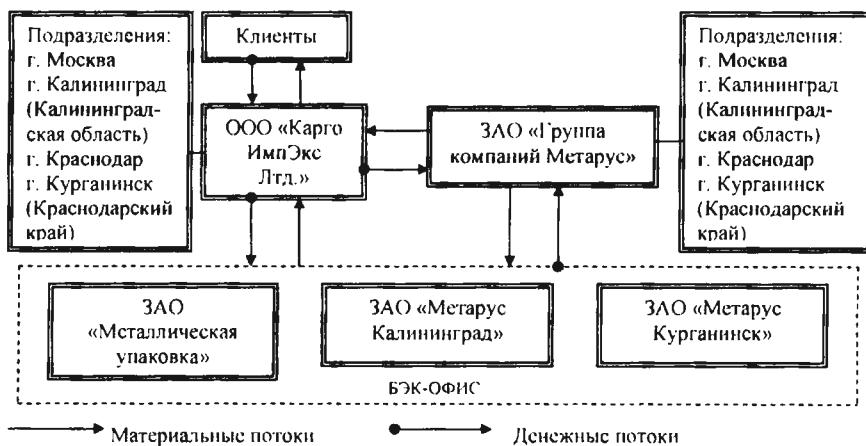 Подразделения:
г. Москва
г. Калининград
(Калининград-
ская область)
г. Краснодар
г. Курганинск
(Краснодарский
край)
Клиенты
ООО «Карго
ИмпЭкс
Лтд.»
ЗАО «Группа
компаний Метарус»
Подразделения:
г. Москва
г. Калининград
(Калининград-
ская область)
г. Краснодар
г. Курганинск
(Краснодарский
край)
ЗАО
«Металлическая
упаковка»
ЗАО «Метарус
Калининград»
ЗАО «Метарус
Курганинск»
БЭК-ОФИС
Материальные потоки
Денежные потоки